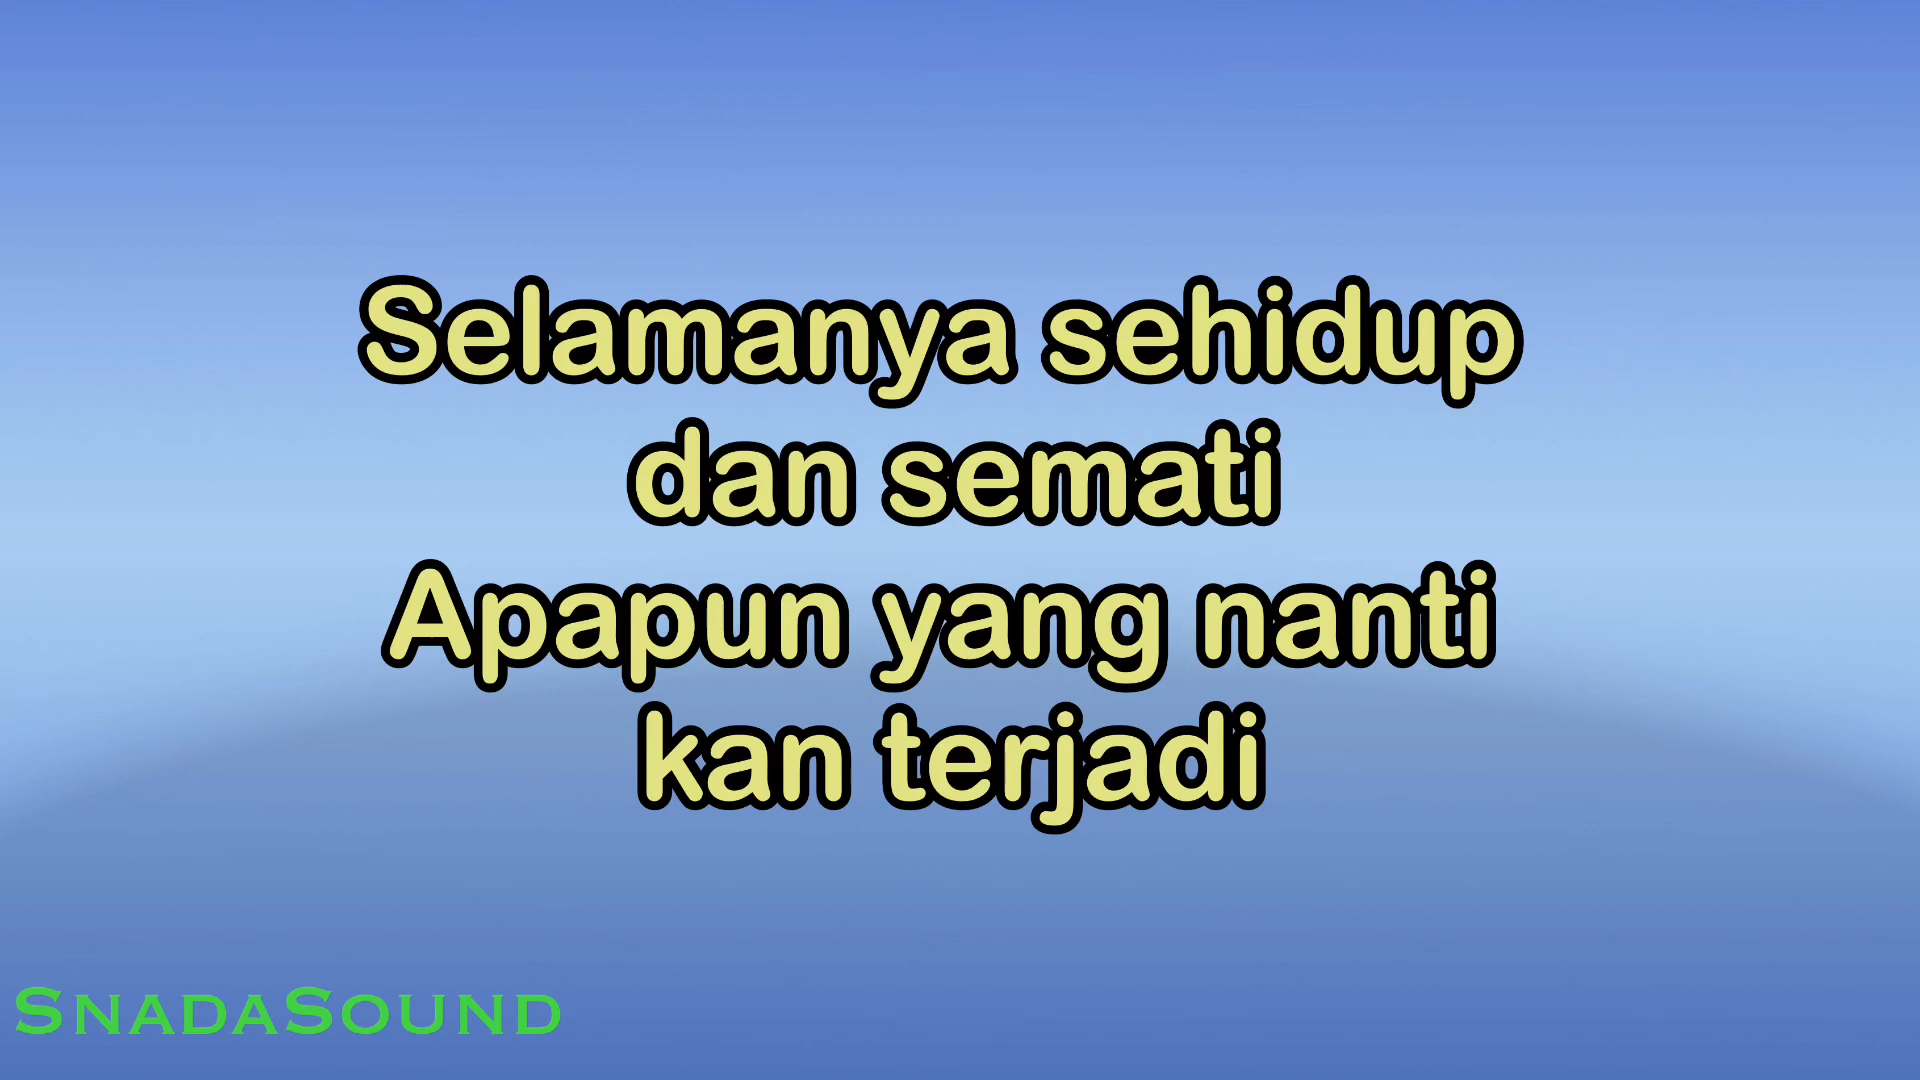 Selamanya sehidup
dan semati
Apapun yang nanti
kan terjadi
SnadaSound